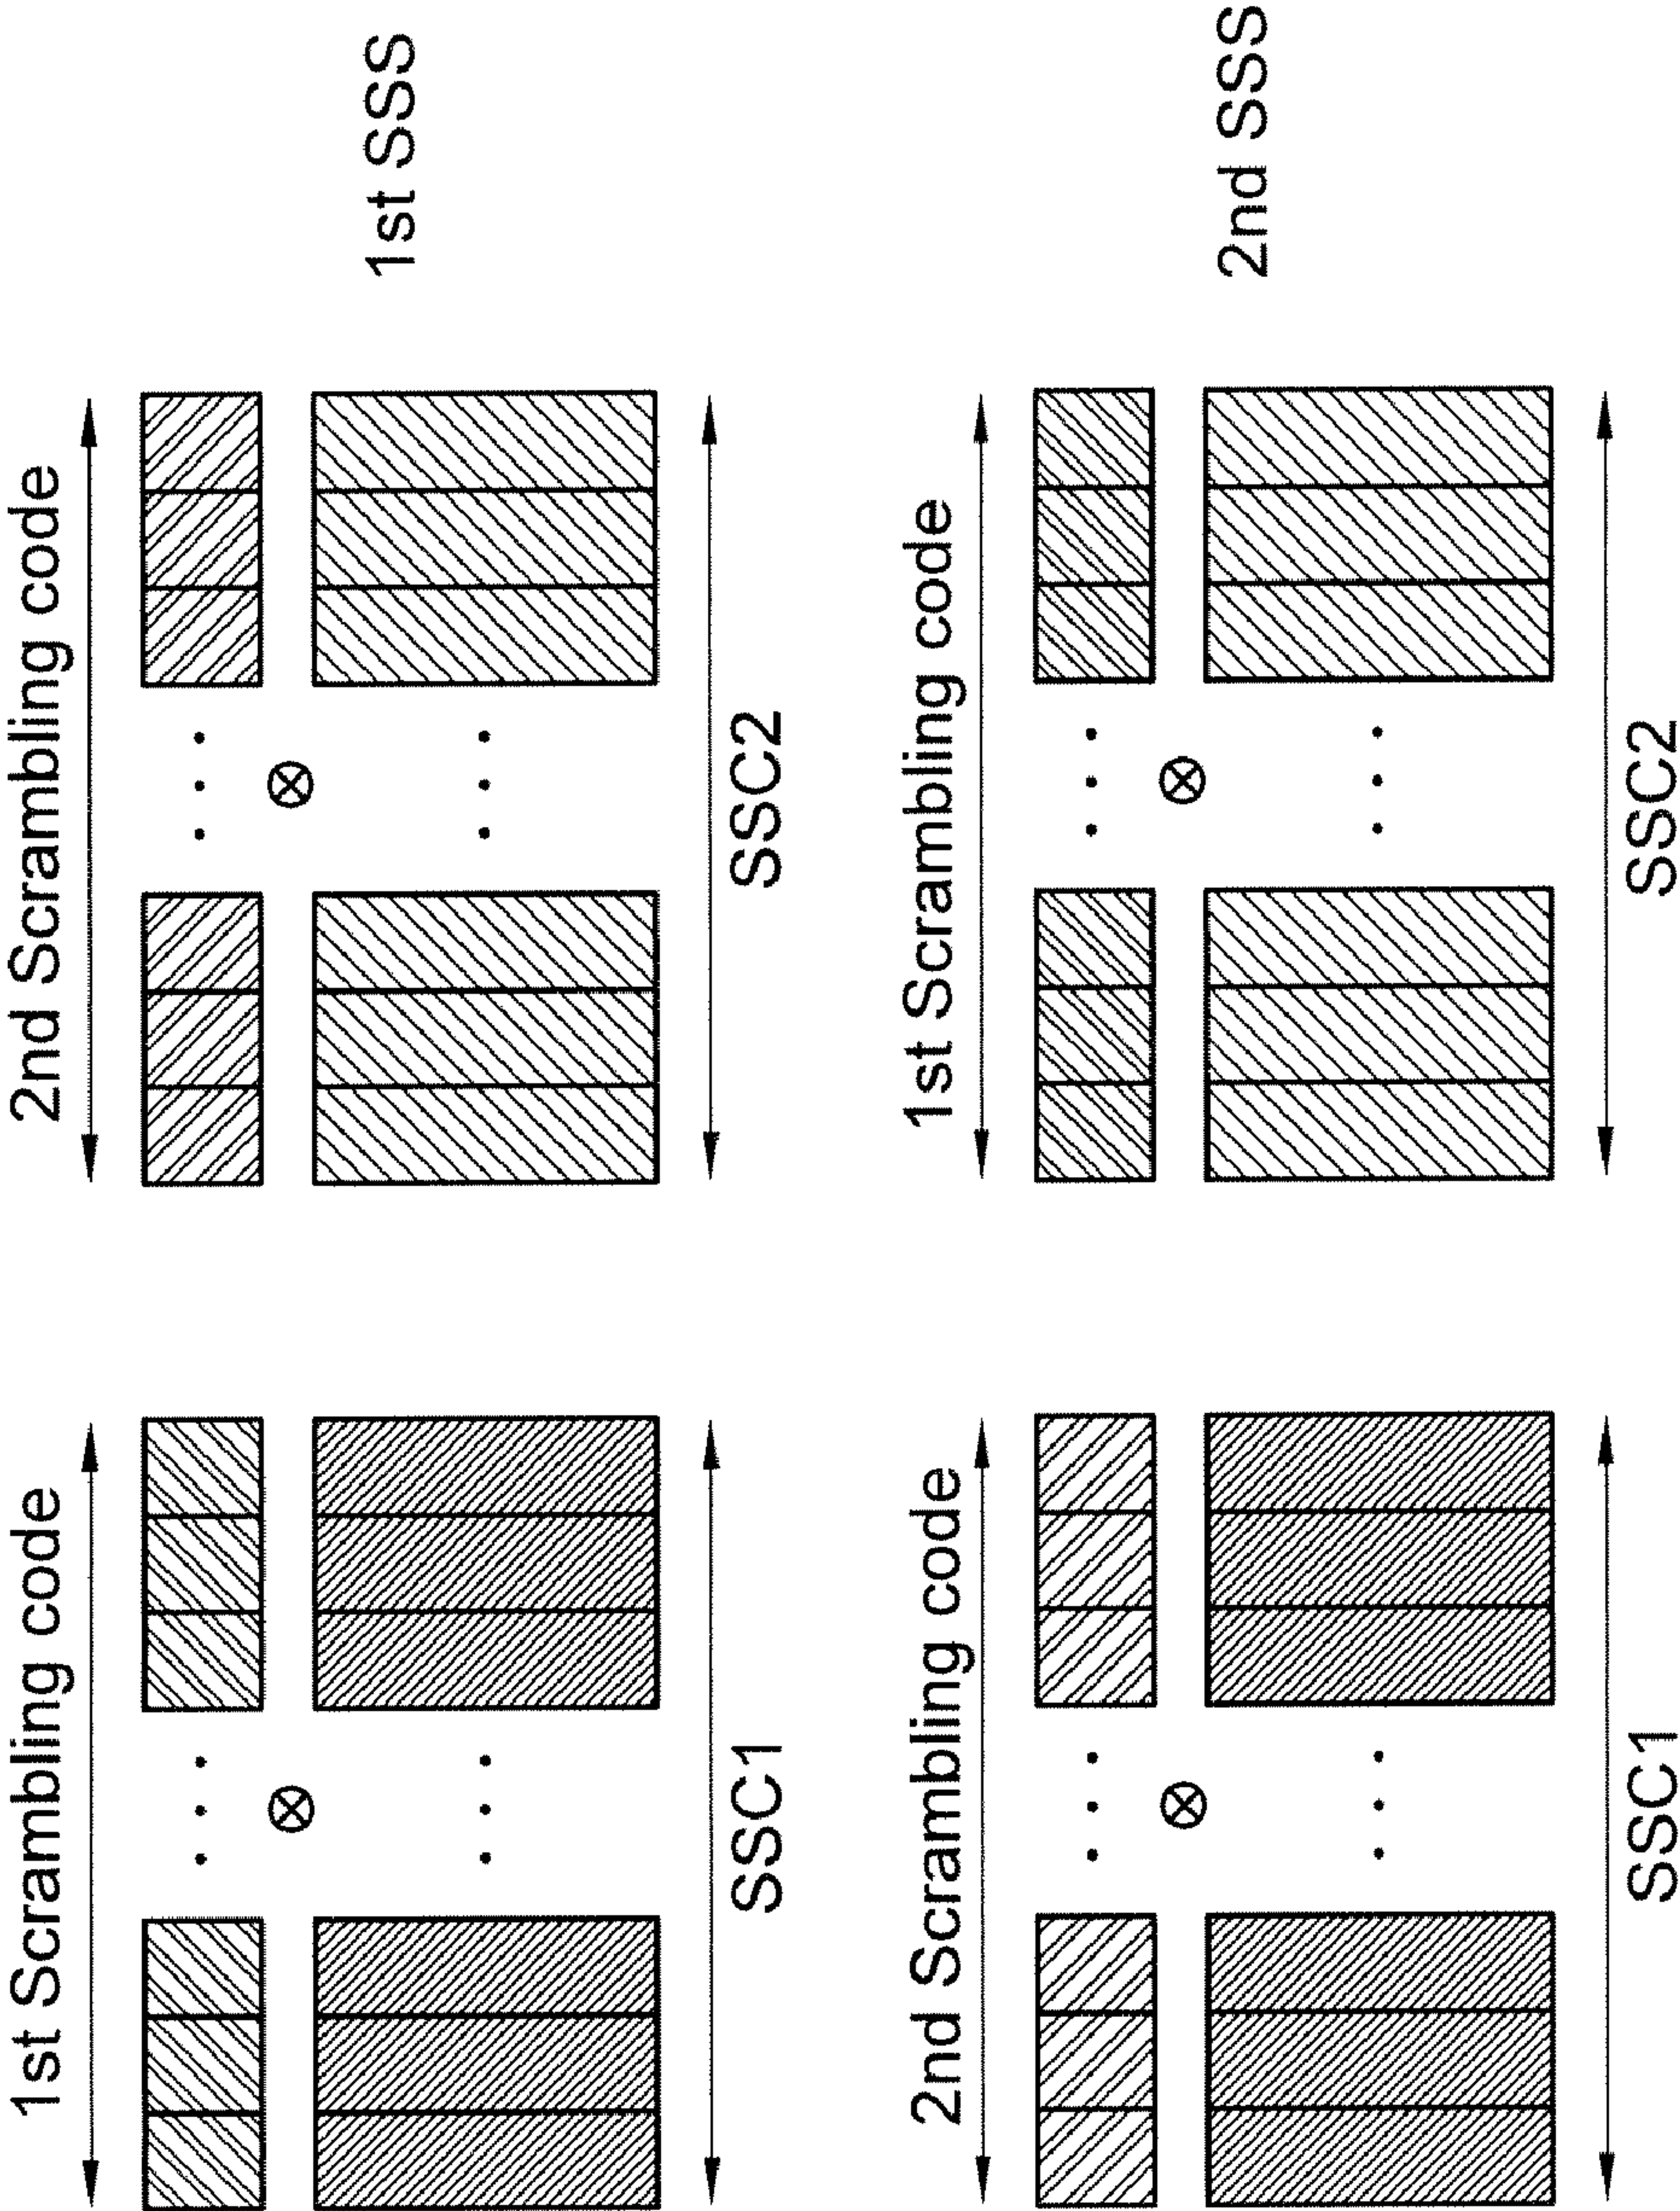 1st Scrambling code
2nd Scrambling code
SSC1
SSC2
1st SSS
2nd Scrambling code
1st Scrambling code
SSC1
SSC2
2nd SSS